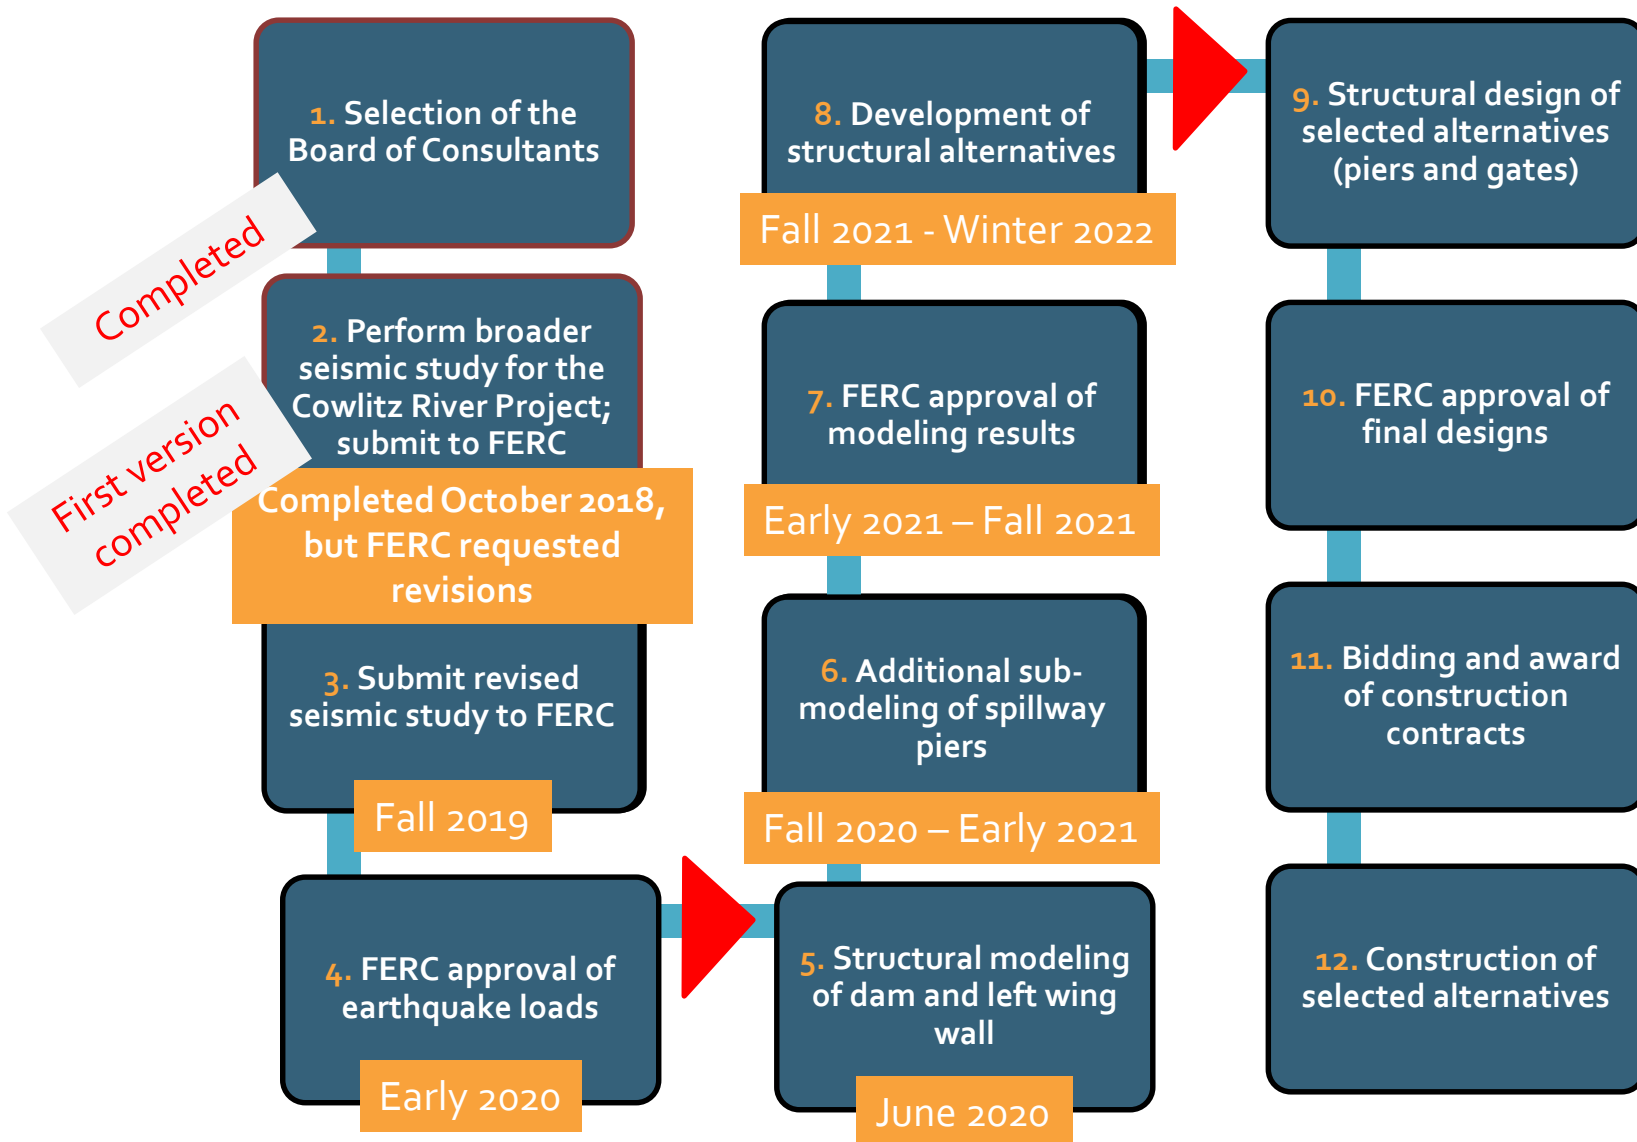 1. Selection of the
Board of Consultants
Completed
2. Perform broader
seismic study for the
Cowlitz River Project;
submit to FERC
First version
completed
Completed October 2018,
but FERC requested
revisions
3. Submit revised
seismic study to FERC
Fall 2019
4. FERC approval of
earthquake loads
Early 2020
5. Structural modeling
of dam and left wing
wall
June 2020
6. Additional sub-
modeling of spillway
piers
Fall 2020 – Early 2021
7. FERC approval of
modeling results
Early 2021 – Fall 2021
8. Development of
structural alternatives
Fall 2021 - Winter 2022
9. Structural design of
selected alternatives
(piers and gates)
10. FERC approval of
final designs
11. Bidding and award
of construction
contracts
12. Construction of
selected alternatives